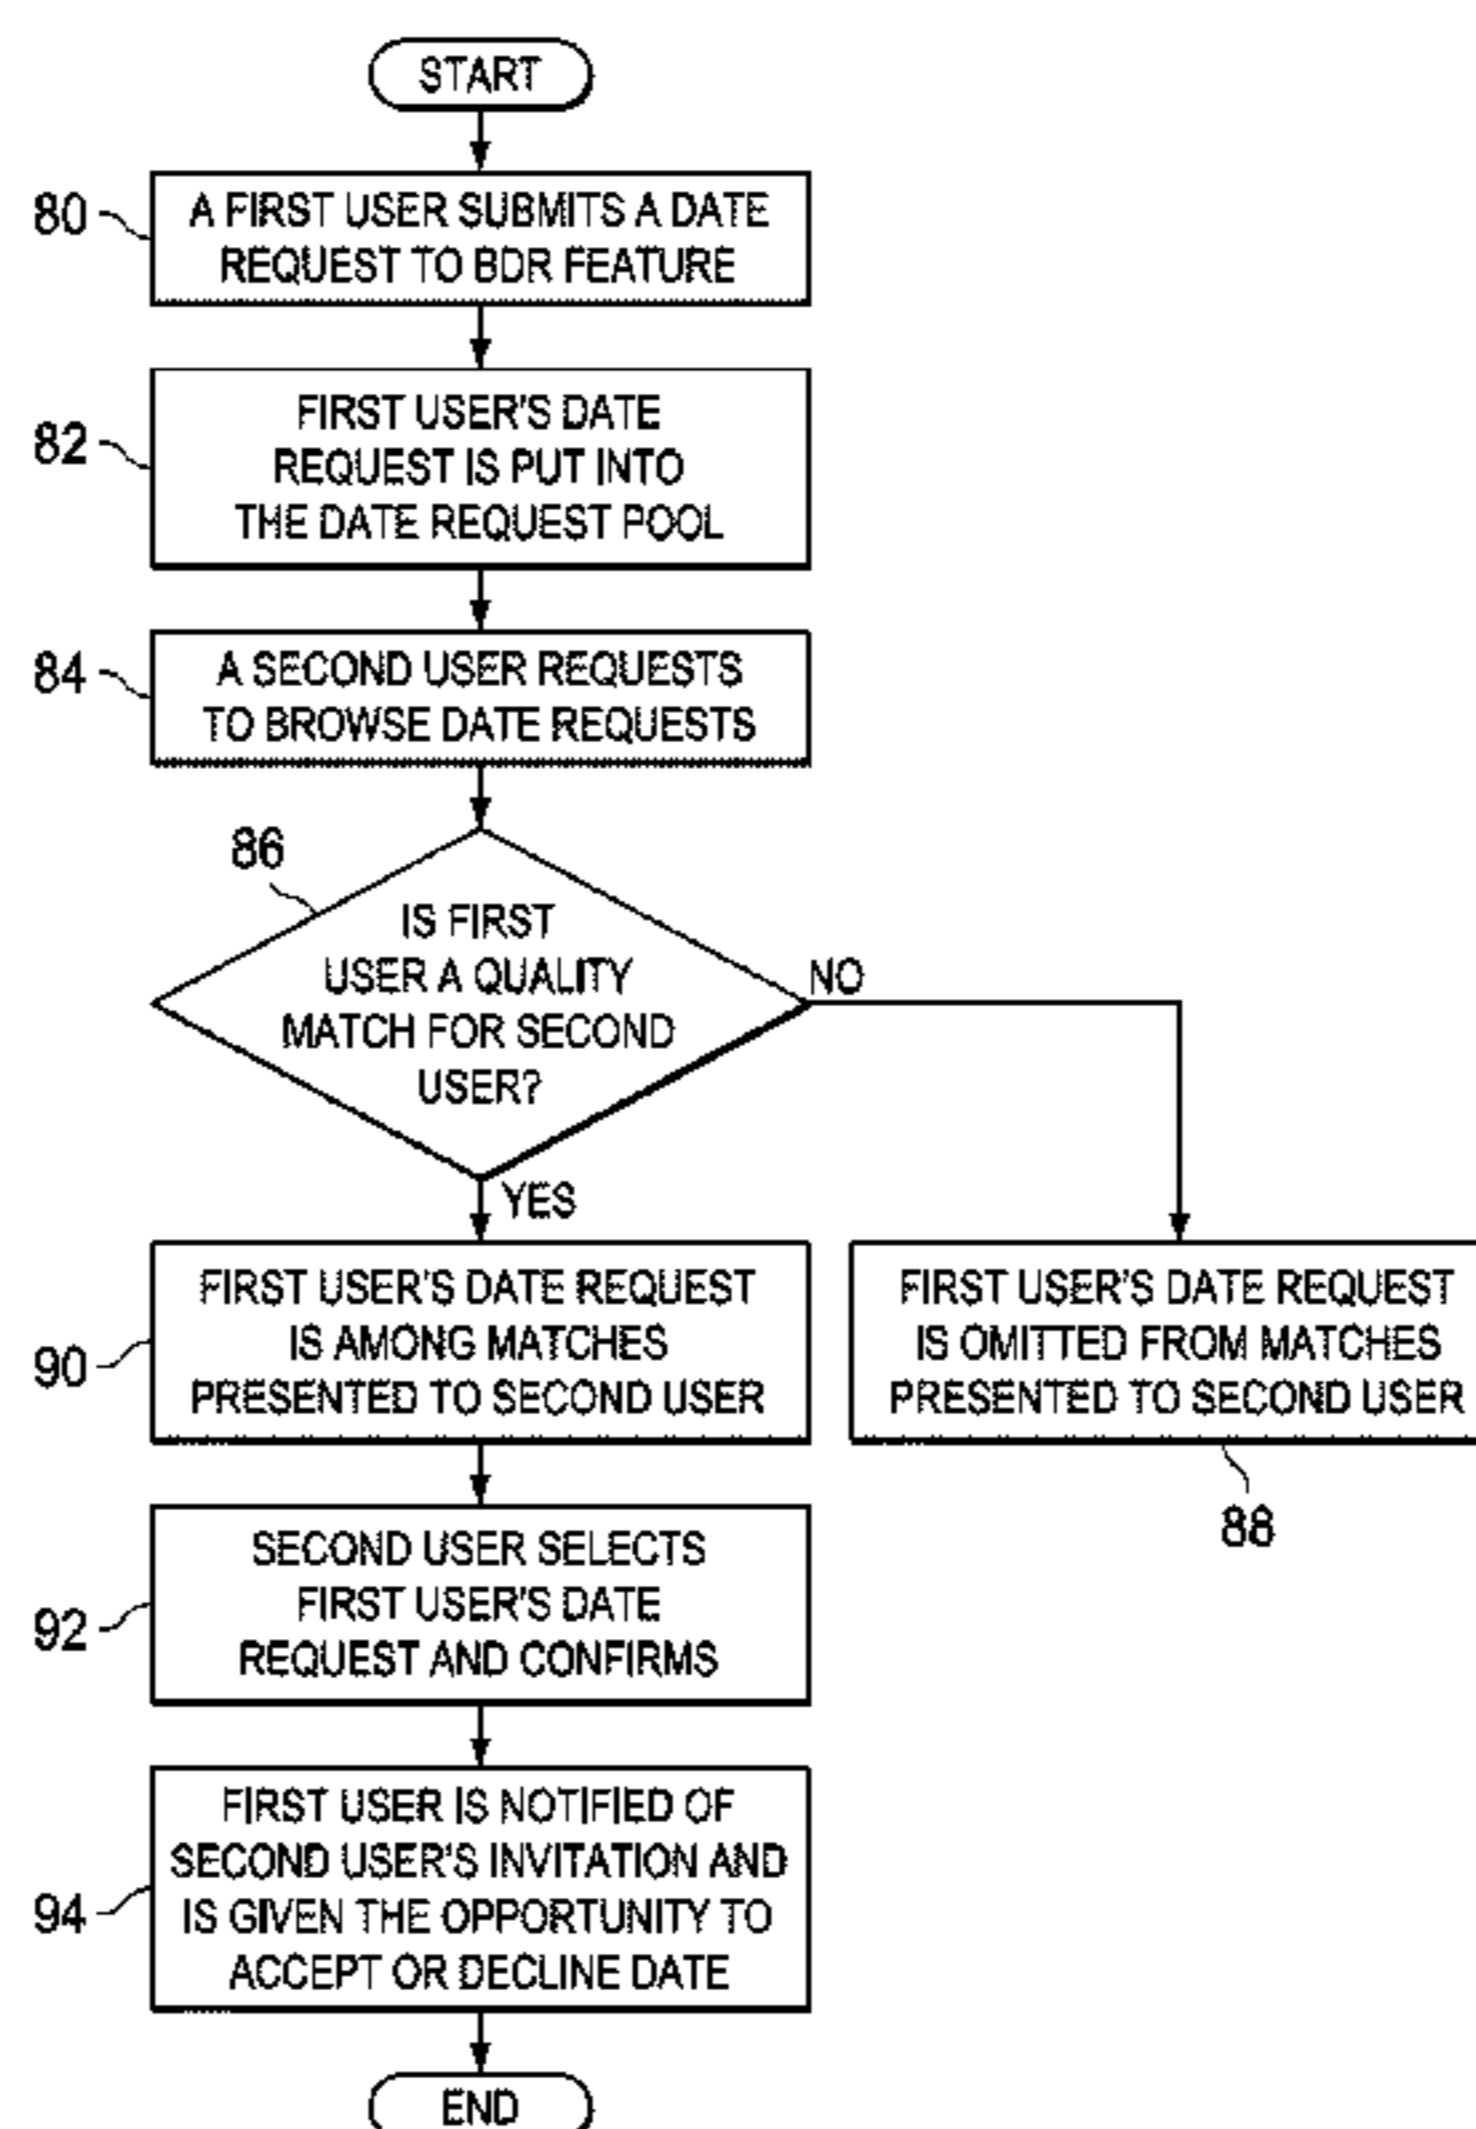 START
80
A FIRST USER SUBMITS A DATE
REQUEST TO BDR FEATURE
82
FIRST USER'S DATE
REQUEST IS PUT INTO
THE DATE REQUEST POOL
84
A SECOND USER REQUESTS
TO BROWSE DATE REQUESTS
86
IS FIRST
USER A QUALITY
MATCH FOR SECOND
USER?
NO
YES
90
FIRST USER'S DATE REQUEST
IS AMONG MATCHES
PRESENTED TO SECOND USER
FIRST USER'S DATE REQUEST
IS OMITTED FROM MATCHES
PRESENTED TO SECOND USER
88
92
SECOND USER SELECTS
FIRST USER'S DATE
REQUEST AND CONFIRMS
94
FIRST USER IS NOTIFIED OF
SECOND USER'S INVITATION AND
IS GIVEN THE OPPORTUNITY TO
ACCEPT OR DECLINE DATE
END